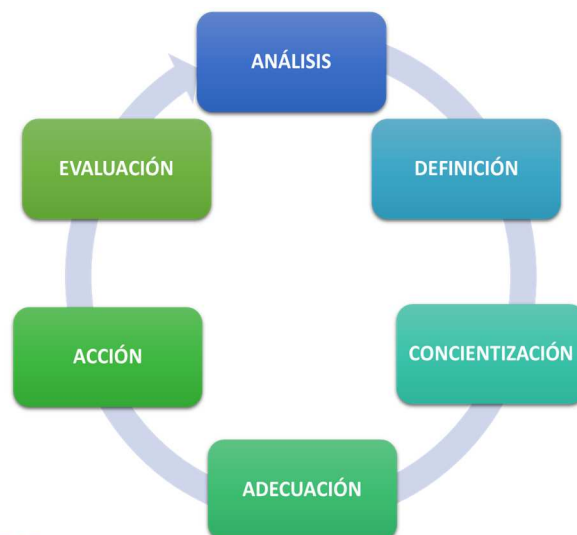 ANÁLISIS
DEFINICIÓN
CONCIENTIZACIÓN
ADECUACIÓN
ACCIÓN
EVALUACIÓN